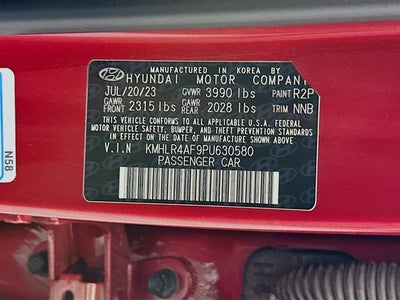 MANUFACTURED IN KOREA BY
HYUNDAI MOTOR COMPANY
JUL/20/23 GVWR 3990 lbs PAINT R2P
GAWR FRONT 2315 lbs GAWR REAR 2028 lbs TRIM NNB
THIS VEHICLE CONFORMS TO ALL APPLICABLE U.S.A FEDERAL
MOTOR VEHICLE SAFETY, BUMPER, AND THEFT PREVENTION STANDARDS
IN EFFECT ON THE DATE OF MANUFACTURE SHOWN ABOVE.
V.I.N KMHLR4AF9PU630580
PASSENGER CAR
N58